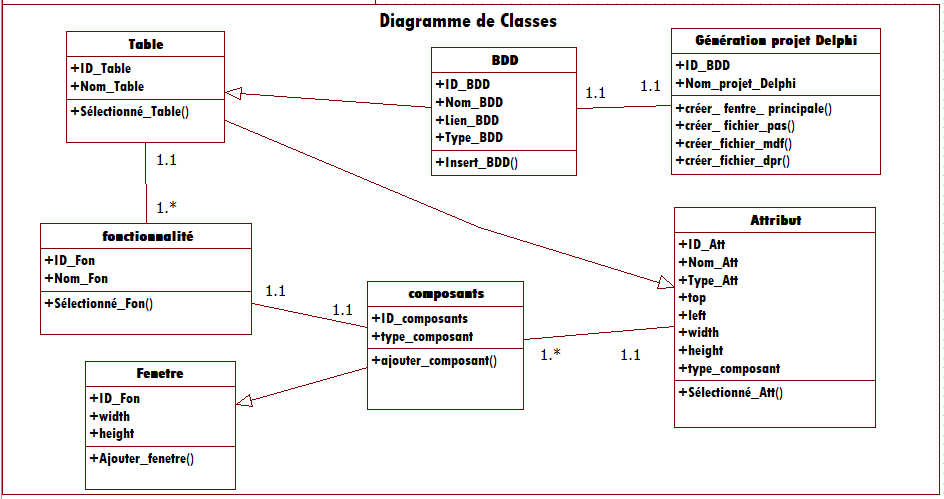 Diagramme de Classes
Table
+ID_Table
+Nom_Table
+Sélectionné_Table()
BDD
+ID_BDD
+Nom_BDD
+Lien_BDD
+Type_BDD
+Insert_BDD()
1.1
1.1
Génération projet Delphi
+ID_BDD
+Nom_projet_Delphi
+créer_ fentre_ principale()
+créer_ fichier_pas()
+créer_fichier_mdf()
+créer_fichier_dpr()
1.1
1.*
fonctionnalité
+ID_Fon
+Nom_Fon
+Sélectionné_Fon()
1.1
1.1
composants
+ID_composants
+type_composant
+ajouter_composant()
1.*
1.1
Attribut
+ID_Att
+Nom_Att
+Type_Att
+top
+left
+width
+height
+type_composant
+Sélectionné_Att()
Fenetre
+ID_Fon
+width
+height
+Ajouter_fenetre()